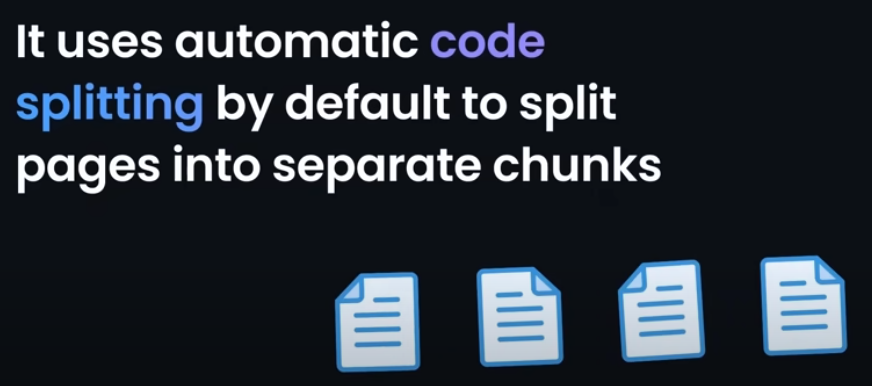 It uses automatic code
splitting by default to split
pages into separate chunks